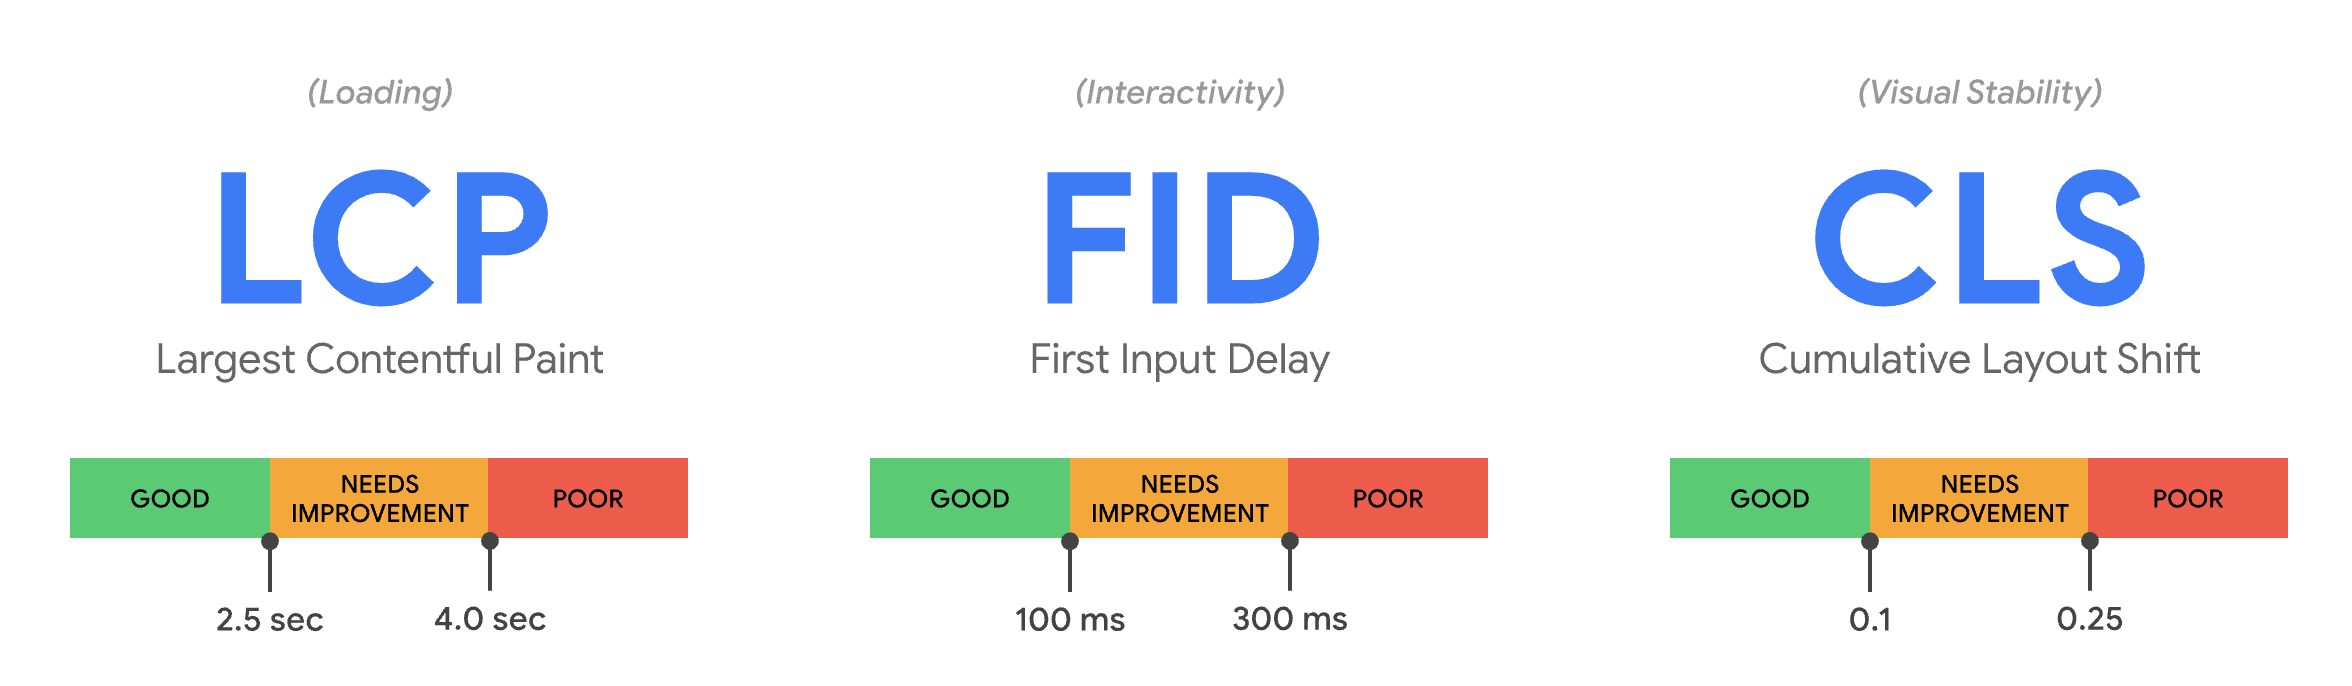 (Loading)
LCP
Largest Contentful Paint
GOOD
NEEDS
IMPROVEMENT
POOR
2.5 sec
4.0 sec
(Interactivity)
FID
First Input Delay
GOOD
NEEDS
IMPROVEMENT
POOR
100 ms
300 ms
(Visual Stability)
CLS
Cumulative Layout Shift
GOOD
NEEDS
IMPROVEMENT
POOR
0.1
0.25